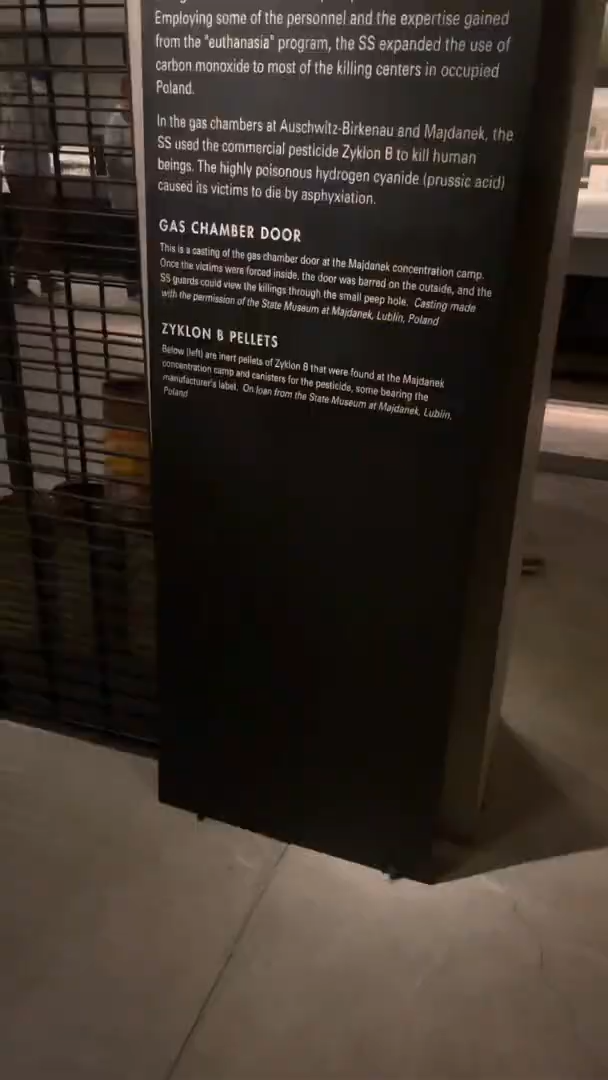 Employing some of the personnel and the expertise gained
from the "euthanasia" program, the SS expanded the use of
carbon monoxide to most of the killing centers in occupied
Poland.
In the gas chambers at Auschwitz-Birkenau and Majdanek, the
SS used the commercial pesticide Zyklon B to kill human
beings. The highly poisonous hydrogen cyanide (prussic acid)
caused its victims to die by asphyxiation.
GAS CHAMBER DOOR
This is a casting of the gas chamber door at the Majdanek concentration camp.
Once the victims were forced inside, the door was barred on the outside, and the
SS guards could view the killings through the small peep hole. Casting made
with the permission of the State Museum at Majdanek, Lublin, Poland
ZYKLON B PELLETS
Below (left) are inert pellets of Zyklon B that were found at the Majdanek
concentration camp and canisters for the pesticide, some bearing the
manufacturer's label. On loan from the State Museum at Majdanek, Lublin,
Poland